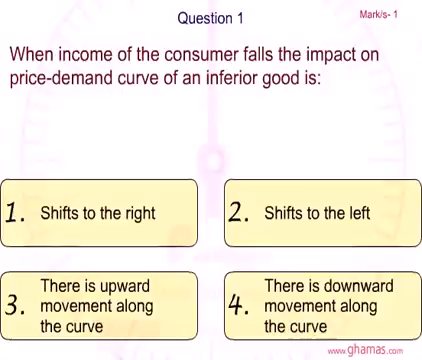 Question 1
Mark/s- 1
When income of the consumer falls the impact on
price-demand curve of an inferior good is:
1. Shifts to the right
2. Shifts to the left
3. There is upward
movement along
the curve
4. There is downward
movement along
the curve
www.ghamas.com